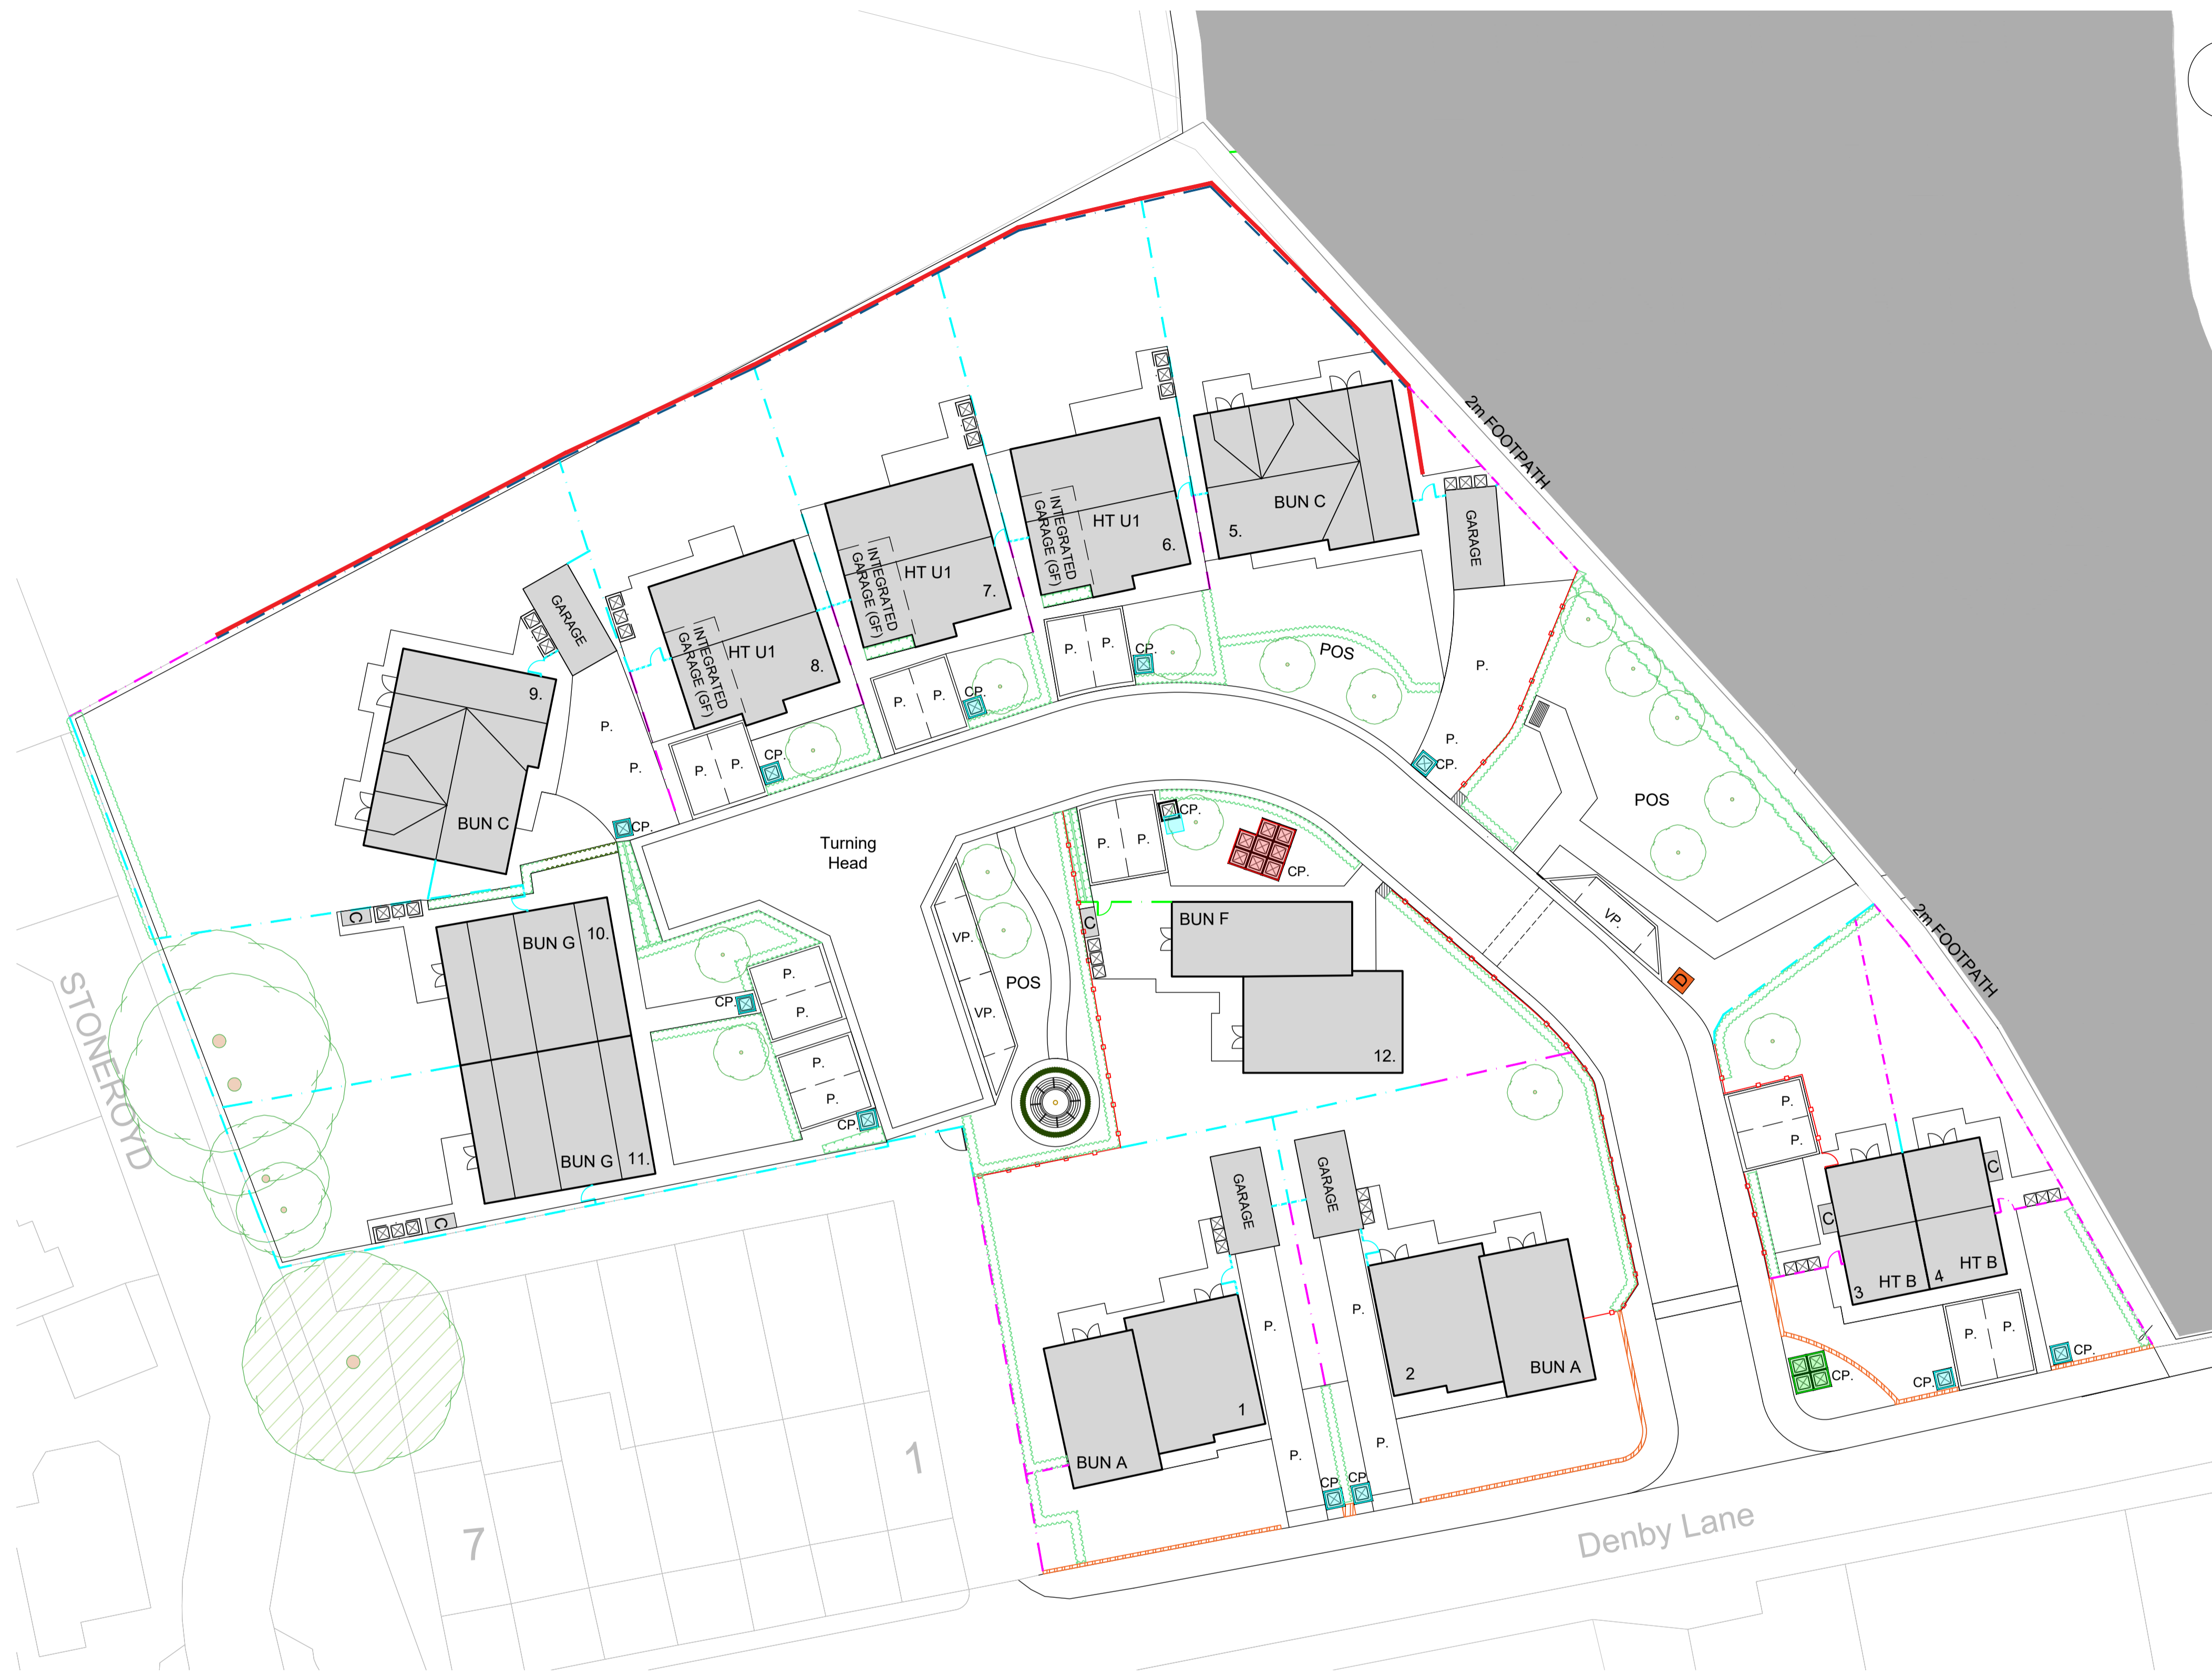 2m FOOTPATH
GARAGE
BUN C
5.
INTEGRATED
GARAGE (GF)
HT U1
6.
INTEGRATED
GARAGE (GF)
HT U1
7.
INTEGRATED
GARAGE (GF)
HT U1
8.
GARAGE
9.
BUN C
P.
P.
P.
P.
CP.
P.
P.
CP.
P.
P.
CP.
POS
P.
P.
CP.
CP.
POS
Turning
Head
P.
P.
CP.
CP.
VP.
D
2m FOOTPATH
C
BUN G
10.
BUN G
11.
C
P.
P.
CP.
P.
P.
CP.
VP.
VP.
POS
C
BUN F
12.
STONEROYD
GARAGE
GARAGE
P.
P.
P.
P.
1
BUN A
2
BUN A
CP
CP
P.
P.
C
C
3
HT B
4
HT B
P.
P.
CP.
CP.
CP.
1
7
Denby Lane